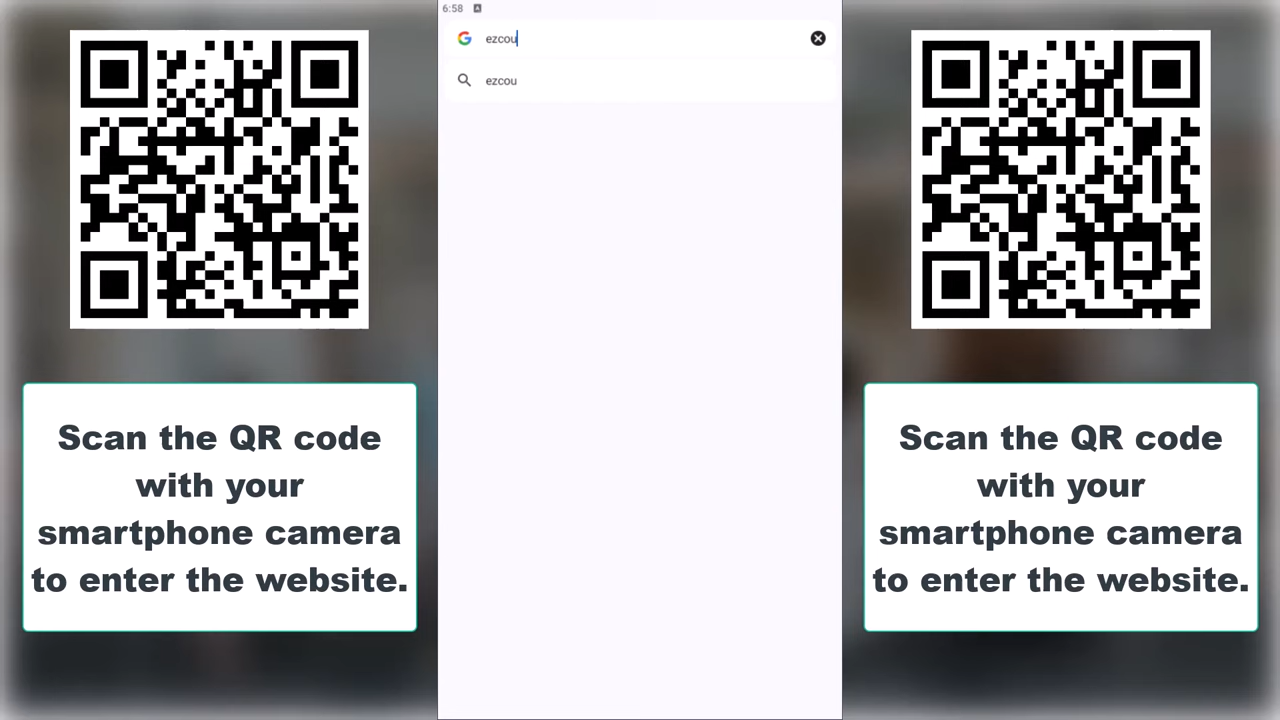 Scan the QR code
with your
smartphone camera
to enter the website.
6:58
ezcou
ezcou
Scan the QR code
with your
smartphone camera
to enter the website.